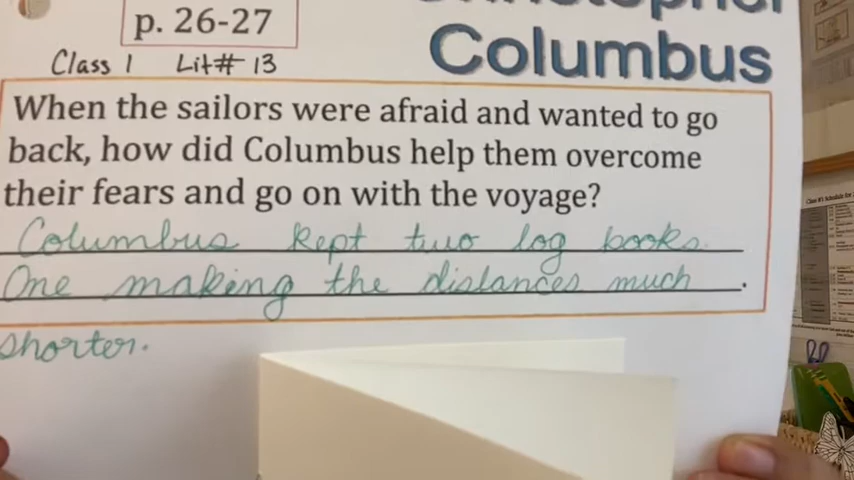 p. 26-27
Class 1 Lit# 13
Columbus
When the sailors were afraid and wanted to go
back, how did Columbus help them overcome
their fears and go on with the voyage?
Columbus kept two log books.
One making the distances much
shorter.